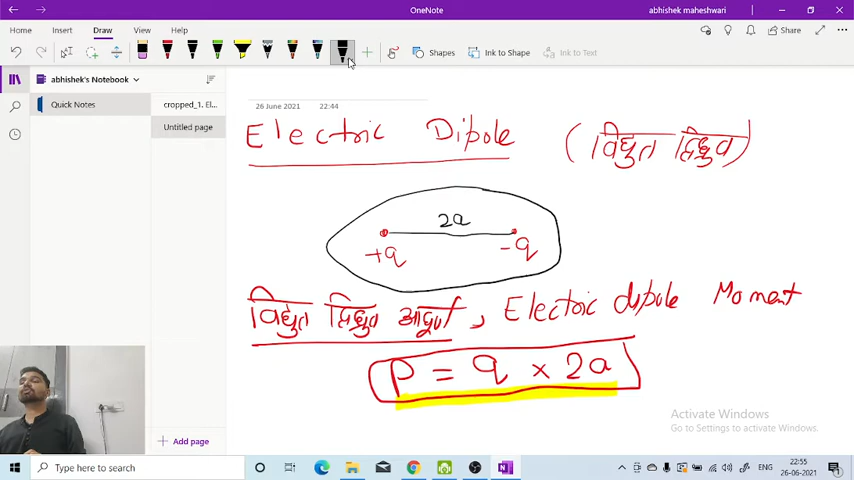 OneNote
abhishek maheshwari
Home Insert Draw View Help
Share
Shapes Ink to Shape Ink to Text
abhishek's Notebook
Quick Notes
cropped_1. El...
Untitled page
26 June 2021 22:44
Electric Dipole (विद्युत द्विध्रुव)
2a
+q -q
विद्युत द्विध्रुव आघूर्ण, Electric dipole Moment
P = q × 2a
Activate Windows
Go to Settings to activate Windows.
Add page
Type here to search
ENG
22:55
26-06-2021